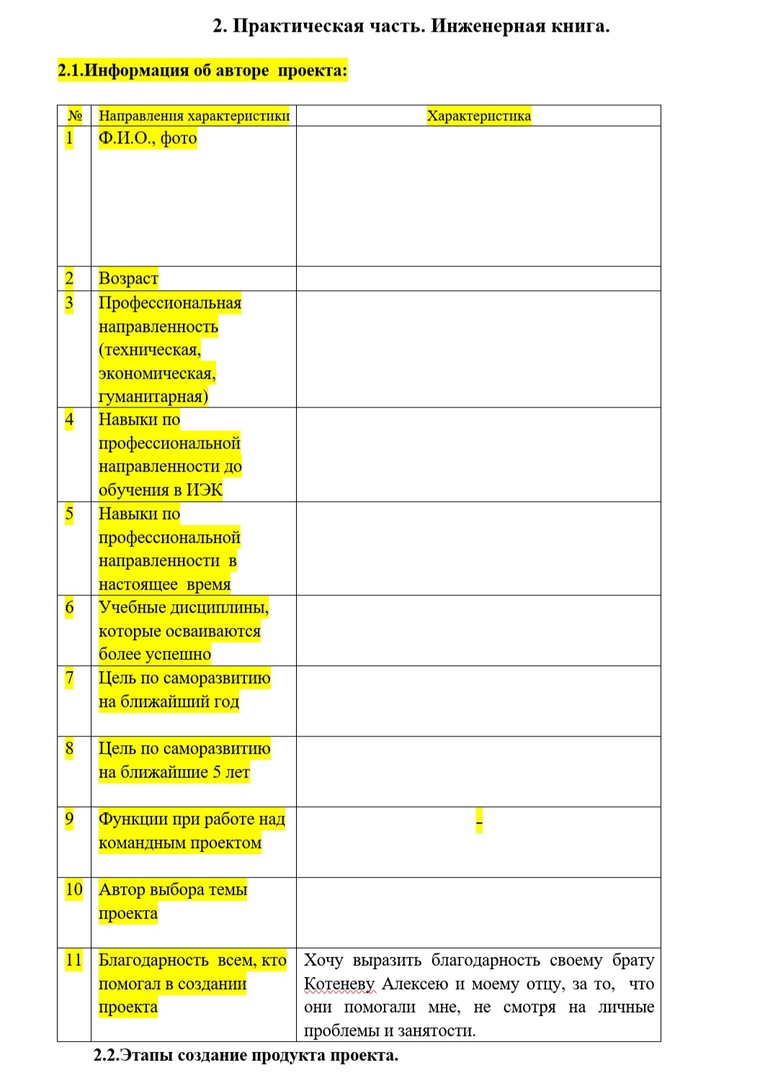 2. Практическая часть. Инженерная книга.
2.1.Информация об авторе проекта:
№ Направления характеристики Характеристика
1 Ф.И.О., фото
2 Возраст
3 Профессиональная
направленность
(техническая,
экономическая,
гуманитарная)
4 Навыки по
профессиональной
направленности до
обучения в ИЭК
5 Навыки по
профессиональной
направленности в
настоящее время
6 Учебные дисциплины,
которые осваиваются
более успешно
7 Цель по саморазвитию
на ближайший год
8 Цель по саморазвитию
на ближайшие 5 лет
9 Функции при работе над -
командным проектом
10 Автор выбора темы
проекта
11 Благодарность всем, кто Хочу выразить благодарность своему брату
помогал в создании Котеневу Алексею и моему отцу, за то, что
проекта они помогали мне, не смотря на личные
проблемы и занятости.
2.2.Этапы создание продукта проекта.